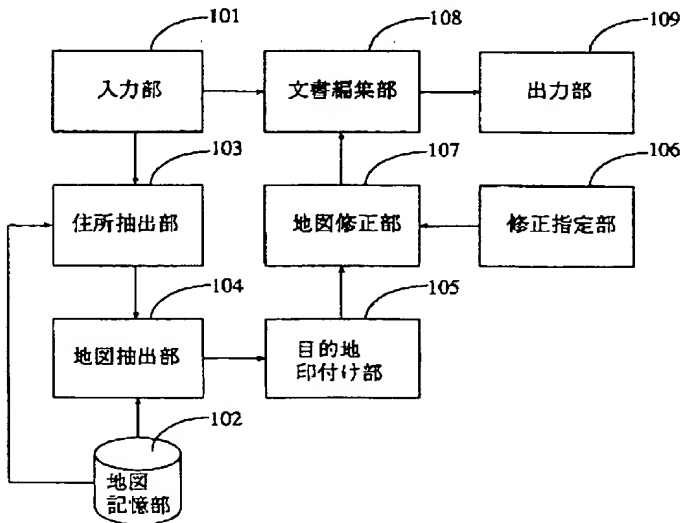 101
入力部
108
文書編集部
109
出力部
103
住所抽出部
107
地図修正部
106
修正指定部
104
地図抽出部
105
目的地
印付け部
102
地図
記憶部